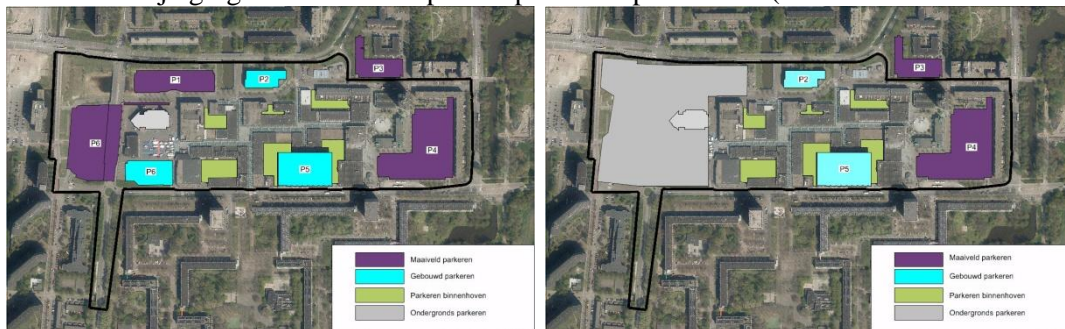 P1
P2
P3
P6
P4
P6
P5
Maaiveld parkeren
Gebouwd parkeren
Parkeren binnenhoven
Ondergronds parkeren
P2
P3
P4
P5
Maaiveld parkeren
Gebouwd parkeren
Parkeren binnenhoven
Ondergronds parkeren